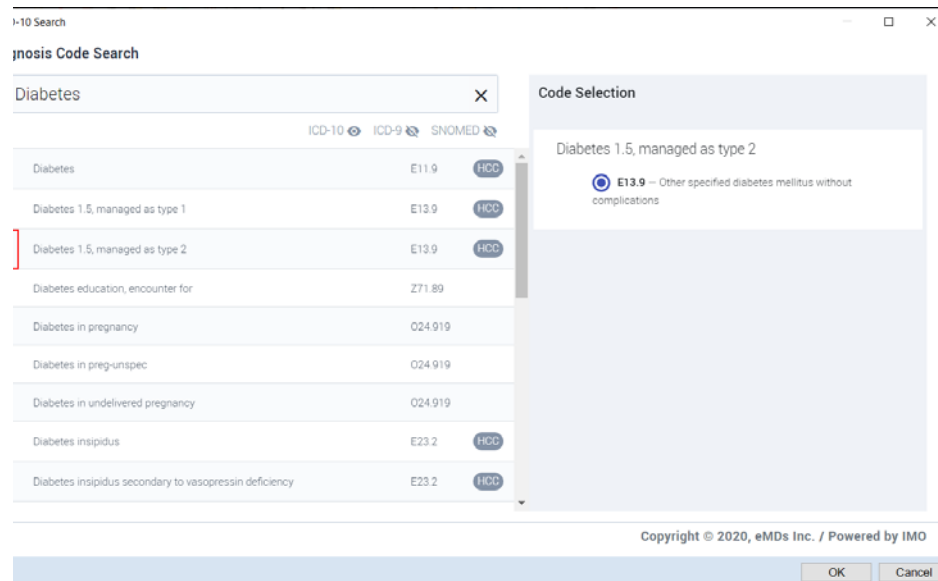 )-10 Search
gnosis Code Search
Diabetes
ICD-10 ICD-9 SNOMED
Diabetes E11.9 HCC
Diabetes 1.5, managed as type 1 E13.9 HCC
Diabetes 1.5, managed as type 2 E13.9 HCC
Diabetes education, encounter for Z71.89
Diabetes in pregnancy O24.919
Diabetes in preg-unspec O24.919
Diabetes in undelivered pregnancy O24.919
Diabetes insipidus E23.2 HCC
Diabetes insipidus secondary to vasopressin deficiency E23.2 HCC
Code Selection
Diabetes 1.5, managed as type 2
E13.9 – Other specified diabetes mellitus without
complications
Copyright © 2020, eMDs Inc. / Powered by IMO
OK Cancel